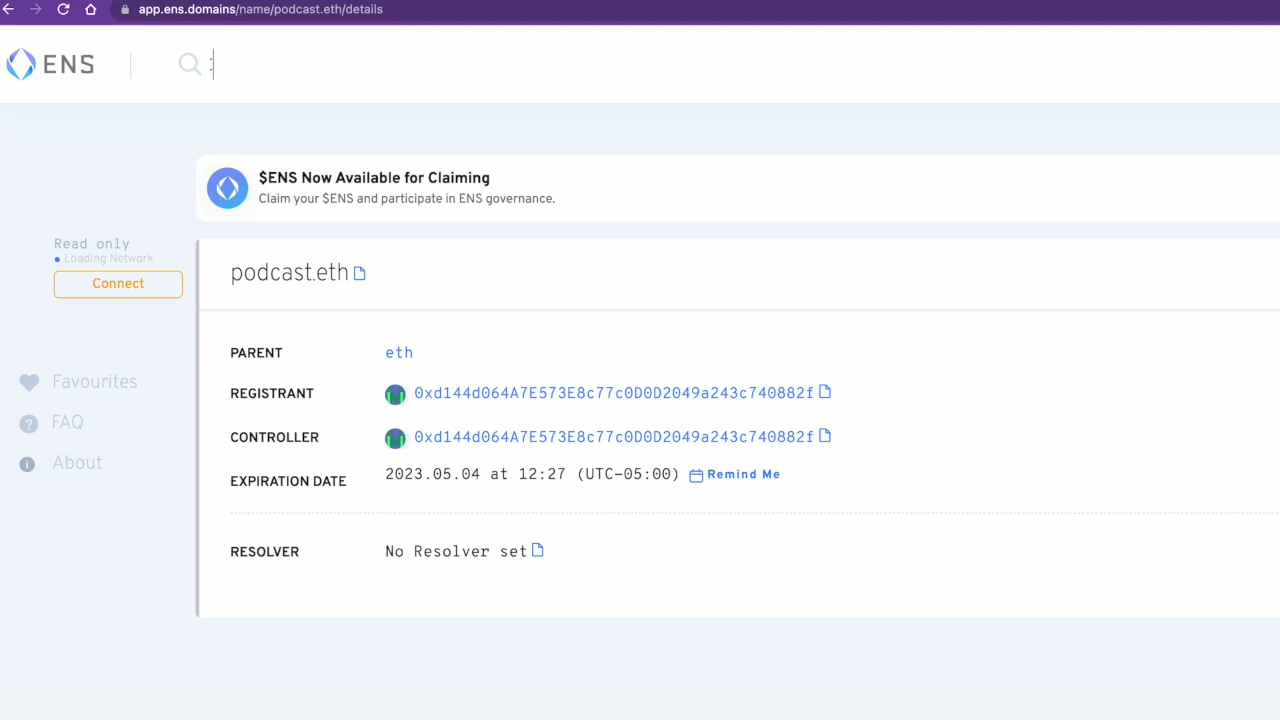 app.ens.domains/name/podcast.eth/details
ENS
:
$ENS Now Available for Claiming
Claim your $ENS and participate in ENS governance.
Read only
Loading Network
Connect
Favourites
FAQ
About
podcast.eth
PARENT eth
REGISTRANT 0xd144d064A7E573E8c77c0D0D2049a243c740882f
CONTROLLER 0xd144d064A7E573E8c77c0D0D2049a243c740882f
EXPIRATION DATE 2023.05.04 at 12:27 (UTC-05:00) Remind Me
RESOLVER No Resolver set